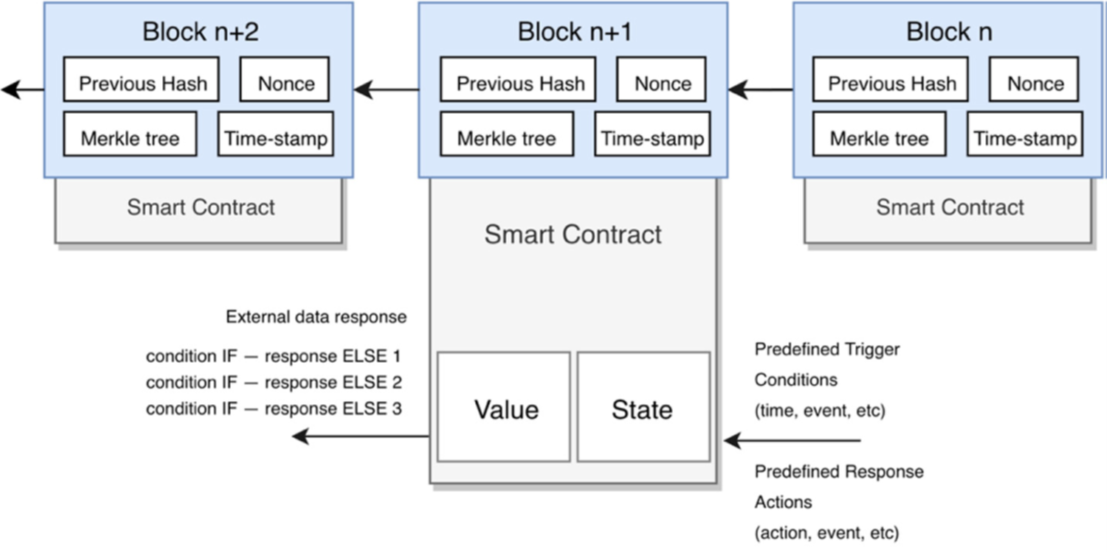 Block n+2
Previous Hash
Nonce
Merkle tree
Time-stamp
Smart Contract
Block n+1
Previous Hash
Nonce
Merkle tree
Time-stamp
Smart Contract
Value
State
Block n
Previous Hash
Nonce
Merkle tree
Time-stamp
Smart Contract
External data response
condition IF — response ELSE 1
condition IF — response ELSE 2
condition IF — response ELSE 3
Predefined Trigger
Conditions
(time, event, etc)
Predefined Response
Actions
(action, event, etc)